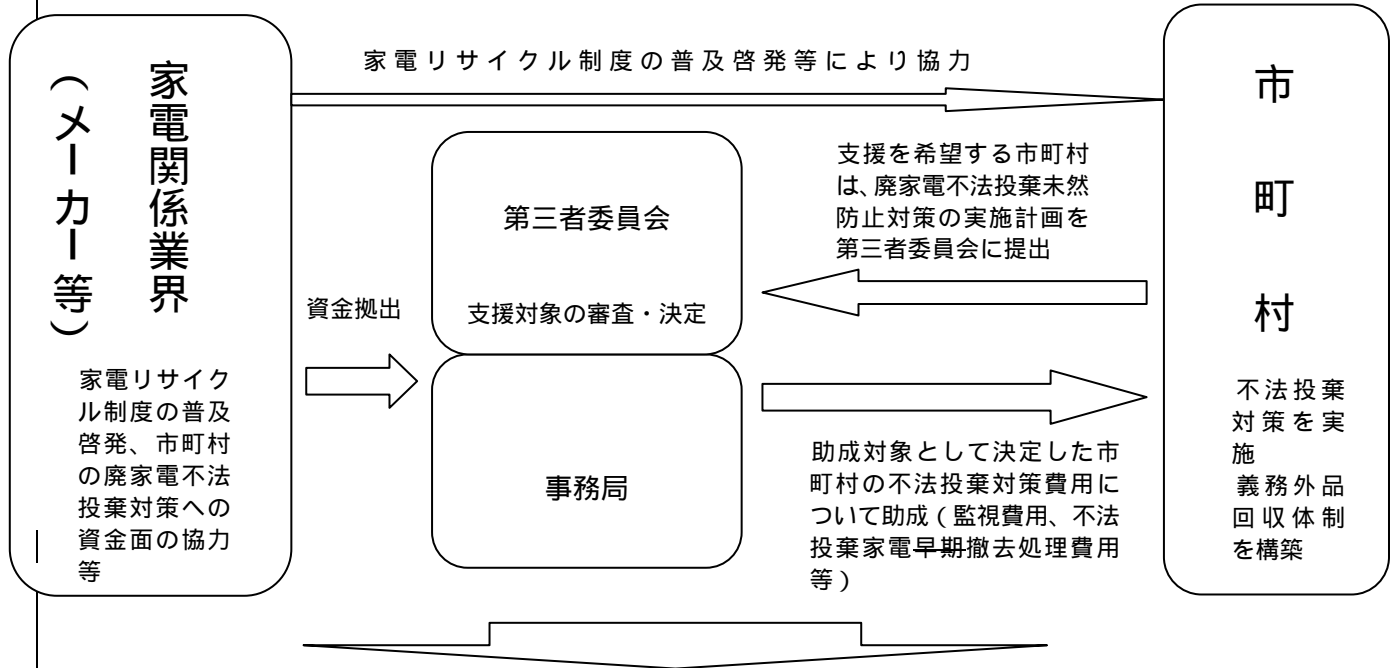 家電リサイクル制度の普及啓発等により協力
家電関係業界
（メーカー等）
家電リサイク
ル制度の普及
啓発、市町村
の廃家電不法
投棄対策への
資金面の協力
等
資金拠出
第三者委員会
支援対象の審査・決定
事務局
支援を希望する市町村
は、廃家電不法投棄未然
防止対策の実施計画を
第三者委員会に提出
助成対象として決定した市
町村の不法投棄対策費用に
ついて助成（監視費用、不法
投棄家電早期撤去処理費用
等）
市町村
不法投棄
対策を実
施
義務外品
回収体制
を構築